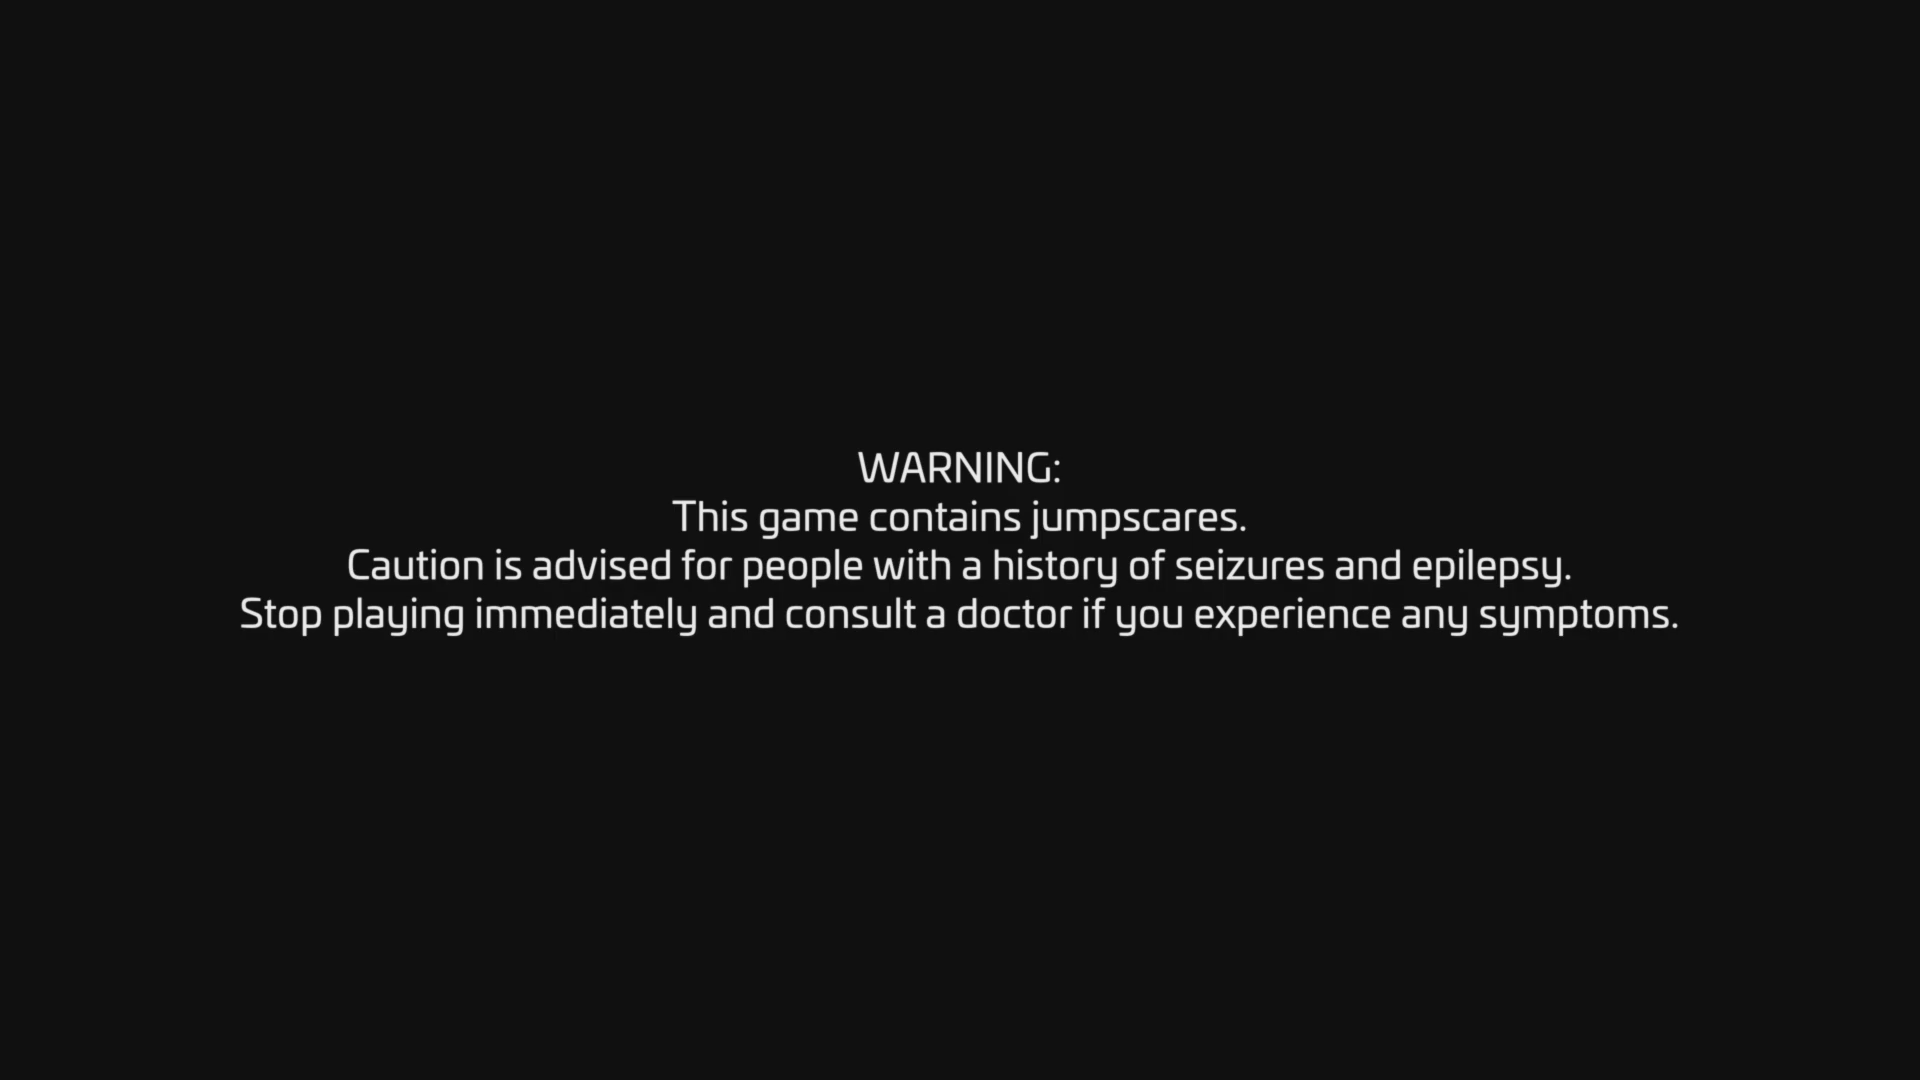 WARNING:
This game contains jumpscares.
Caution is advised for people with a history of seizures and epilepsy.
Stop playing immediately and consult a doctor if you experience any symptoms.